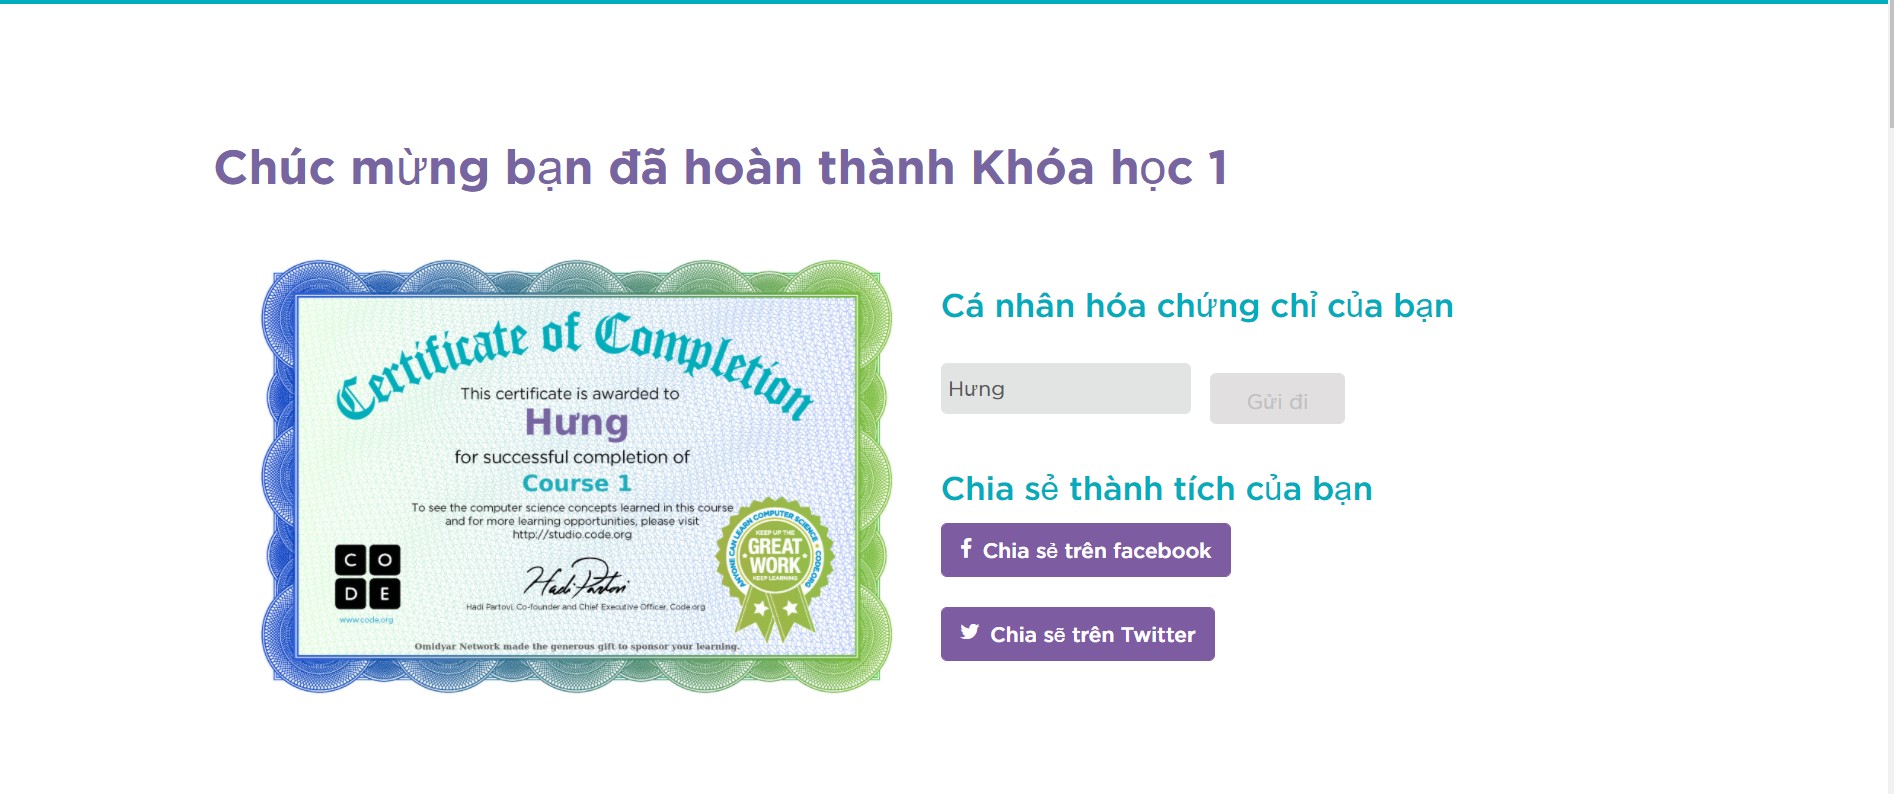 Chúc mừng bạn đã hoàn thành Khóa học 1
Certificate of Completion
This certificate is awarded to
Hưng
for successful completion of
Course 1
To see the computer science concepts learned in this course
and for more learning opportunities, please visit
http://studio.code.org
C O
D E
www.code.org
Hadi Partovi
Hadi Partovi, Co-founder and Chief Executive Officer, Code.org
ANYONE CAN LEARN COMPUTER SCIENCE • CODE.ORG
KEEP UP THE
GREAT
WORK
KEEP LEARNING
Omidyar Network made the generous gift to sponsor your learning.
Cá nhân hóa chứng chỉ của bạn
Hưng
Gửi đi
Chia sẻ thành tích của bạn
Chia sẻ trên facebook
Chia sẽ trên Twitter